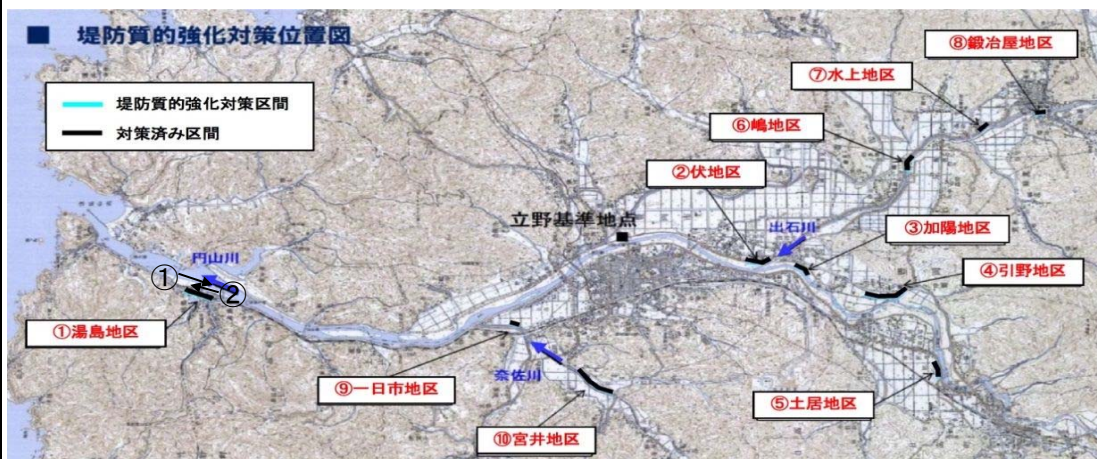 ■ 堤防質的強化対策位置図
堤防質的強化対策区間
対策済み区間
⑧鍛冶屋地区
⑦水上地区
⑥嶋地区
②伏地区
立野基準地点
出石川
③加陽地区
④引野地区
円山川
①
②
①湯島地区
⑨一日市地区
奈佐川
⑩宮井地区
⑤土居地区